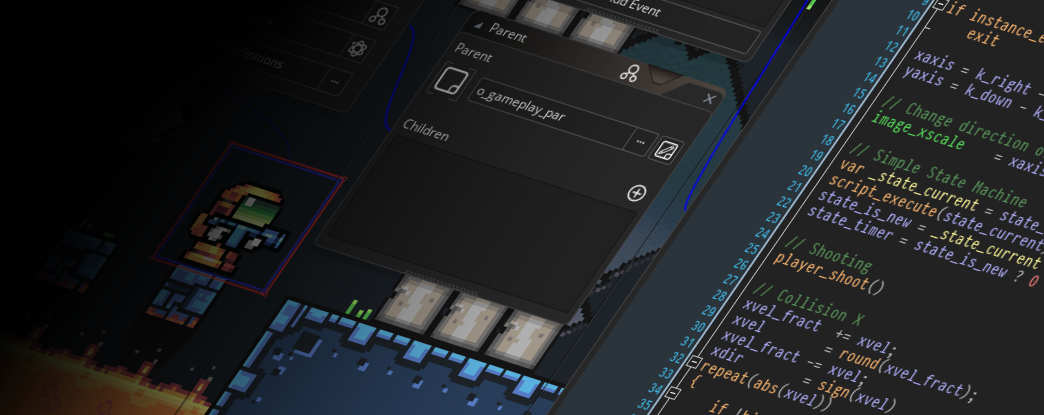 Definitions
...
dd Event
Parent
Parent
o_gameplay_par
...
Children
9
10
11
12
13
14
15
16
17
18
19
20
21
22
23
24
25
26
27
28
29
30
31
32
33
34
35
if instance_e
exit
xaxis = k_right -
yaxis = k_down - k_
// Change direction o
image_xscale = xaxis
// Simple State Machine
var _state_current = state_
script_execute(state_current,
state_is_new = _state_current
state_timer = state_is_new ? 0
// Shooting
player_shoot()
// Collision X
xvel_fract += xvel;
xvel = round(xvel_fract);
xvel_fract -= xvel;
xdir = sign(xvel)
repeat(abs(xvel))
{
if